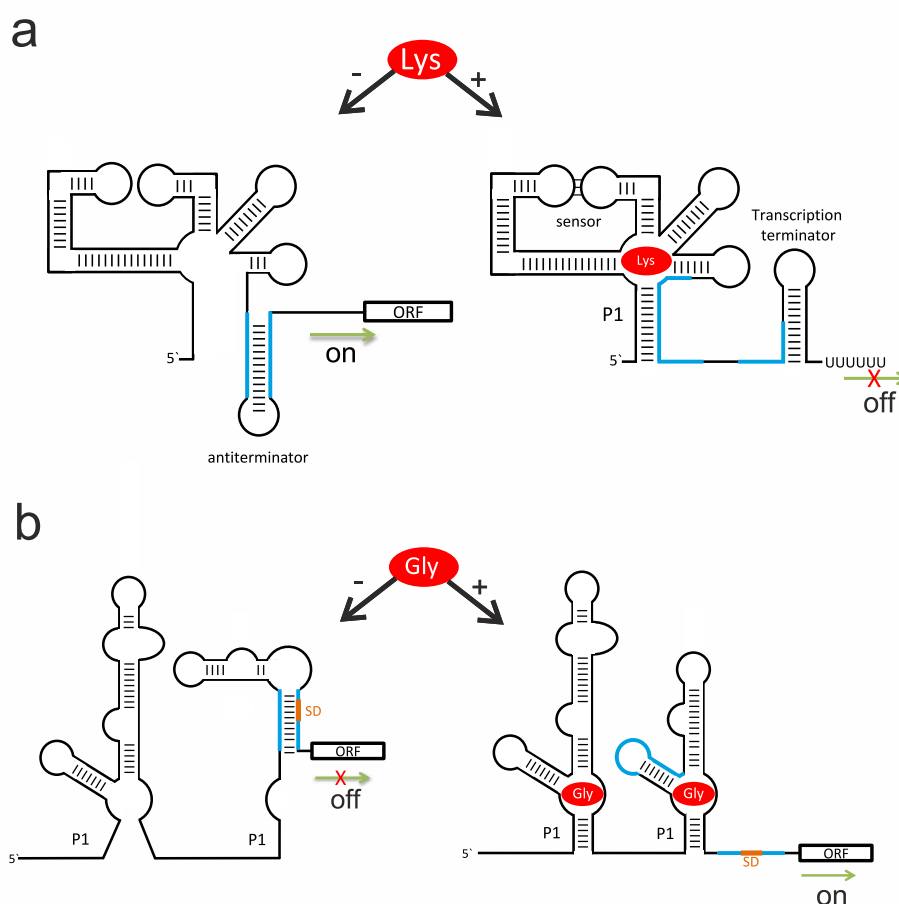 a
Lys
- +
sensor
Transcription
terminator
Lys
ORF
P1
on
5`
5`
UUUUUU
off
antiterminator
b
Gly
- +
SD
ORF
off
Gly
Gly
P1
P1
P1
P1
5`
5`
ORF
SD
on